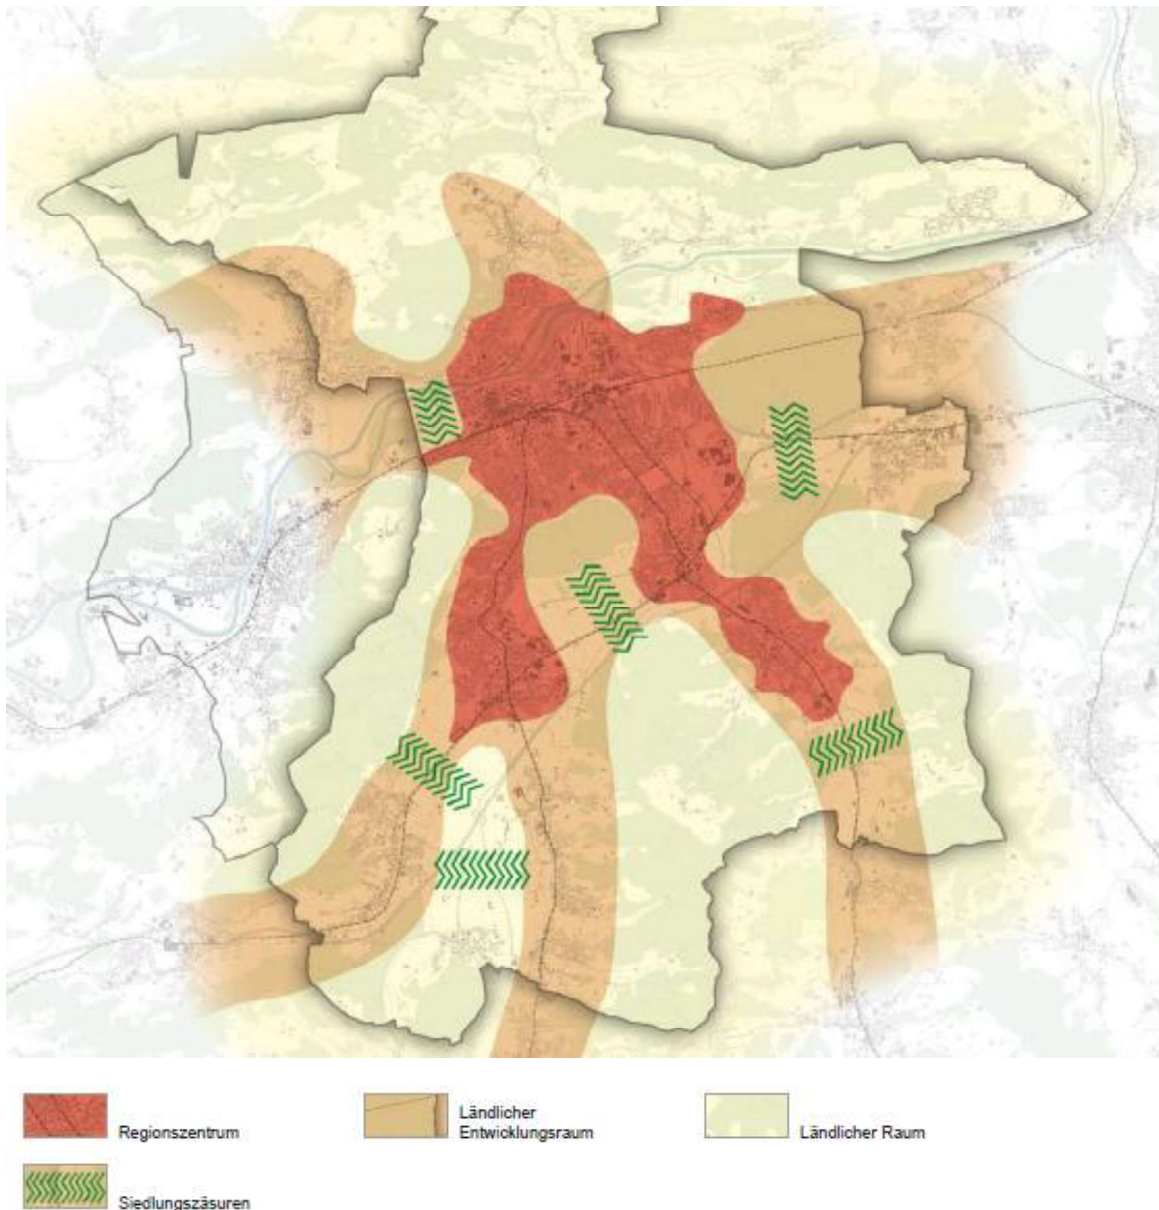 Regionszentrum
Ländlicher
Entwicklungsraum
Ländlicher Raum
Siedlungszäsuren